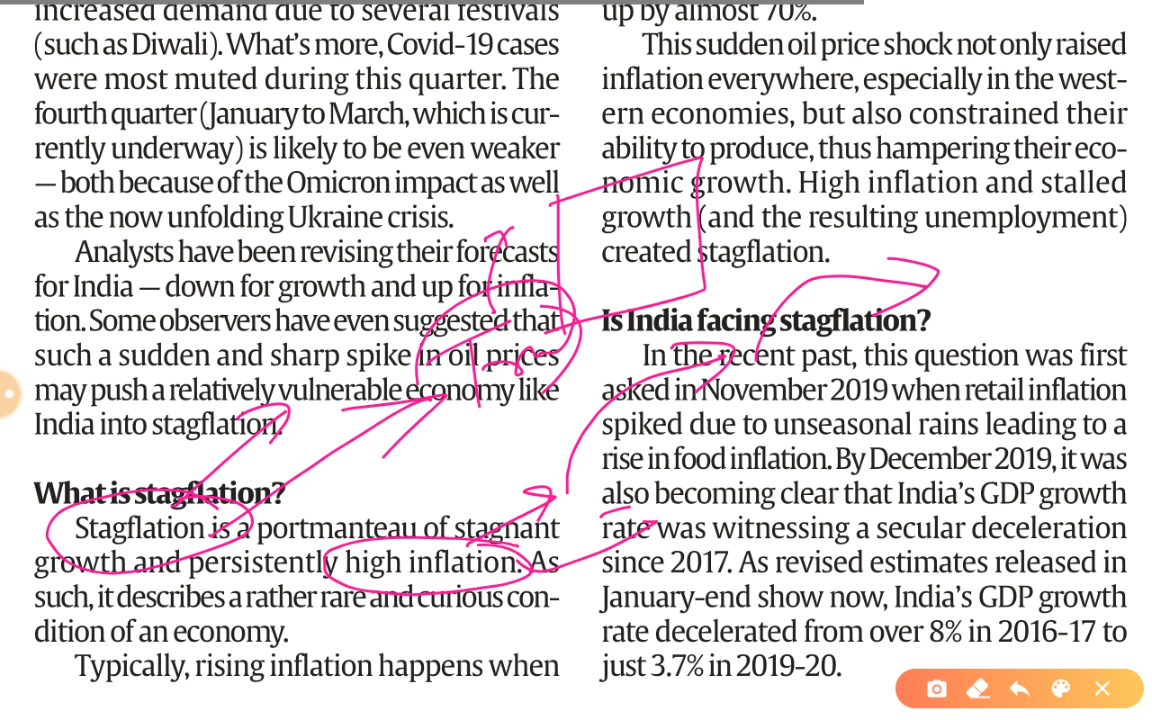 increased demand due to several festivals
(such as Diwali). What's more, Covid-19 cases
were most muted during this quarter. The
fourth quarter (January to March, which is cur-
rently underway) is likely to be even weaker
— both because of the Omicron impact as well
as the now unfolding Ukraine crisis.
Analysts have been revising their forecasts
for India — down for growth and up for infla-
tion. Some observers have even suggested that
such a sudden and sharp spike in oil prices
may push a relatively vulnerable economy like
India into stagflation.
What is stagflation?
Stagflation is a portmanteau of stagnant
growth and persistently high inflation. As
such, it describes a rather rare and curious con-
dition of an economy.
Typically, rising inflation happens when
up by almost 70%.
This sudden oil price shock not only raised
inflation everywhere, especially in the west-
ern economies, but also constrained their
ability to produce, thus hampering their eco-
nomic growth. High inflation and stalled
growth (and the resulting unemployment)
created stagflation.
Is India facing stagflation?
In the recent past, this question was first
asked in November 2019 when retail inflation
spiked due to unseasonal rains leading to a
rise in food inflation. By December 2019, it was
also becoming clear that India's GDP growth
rate was witnessing a secular deceleration
since 2017. As revised estimates released in
January-end show now, India's GDP growth
rate decelerated from over 8% in 2016-17 to
just 3.7% in 2019-20.